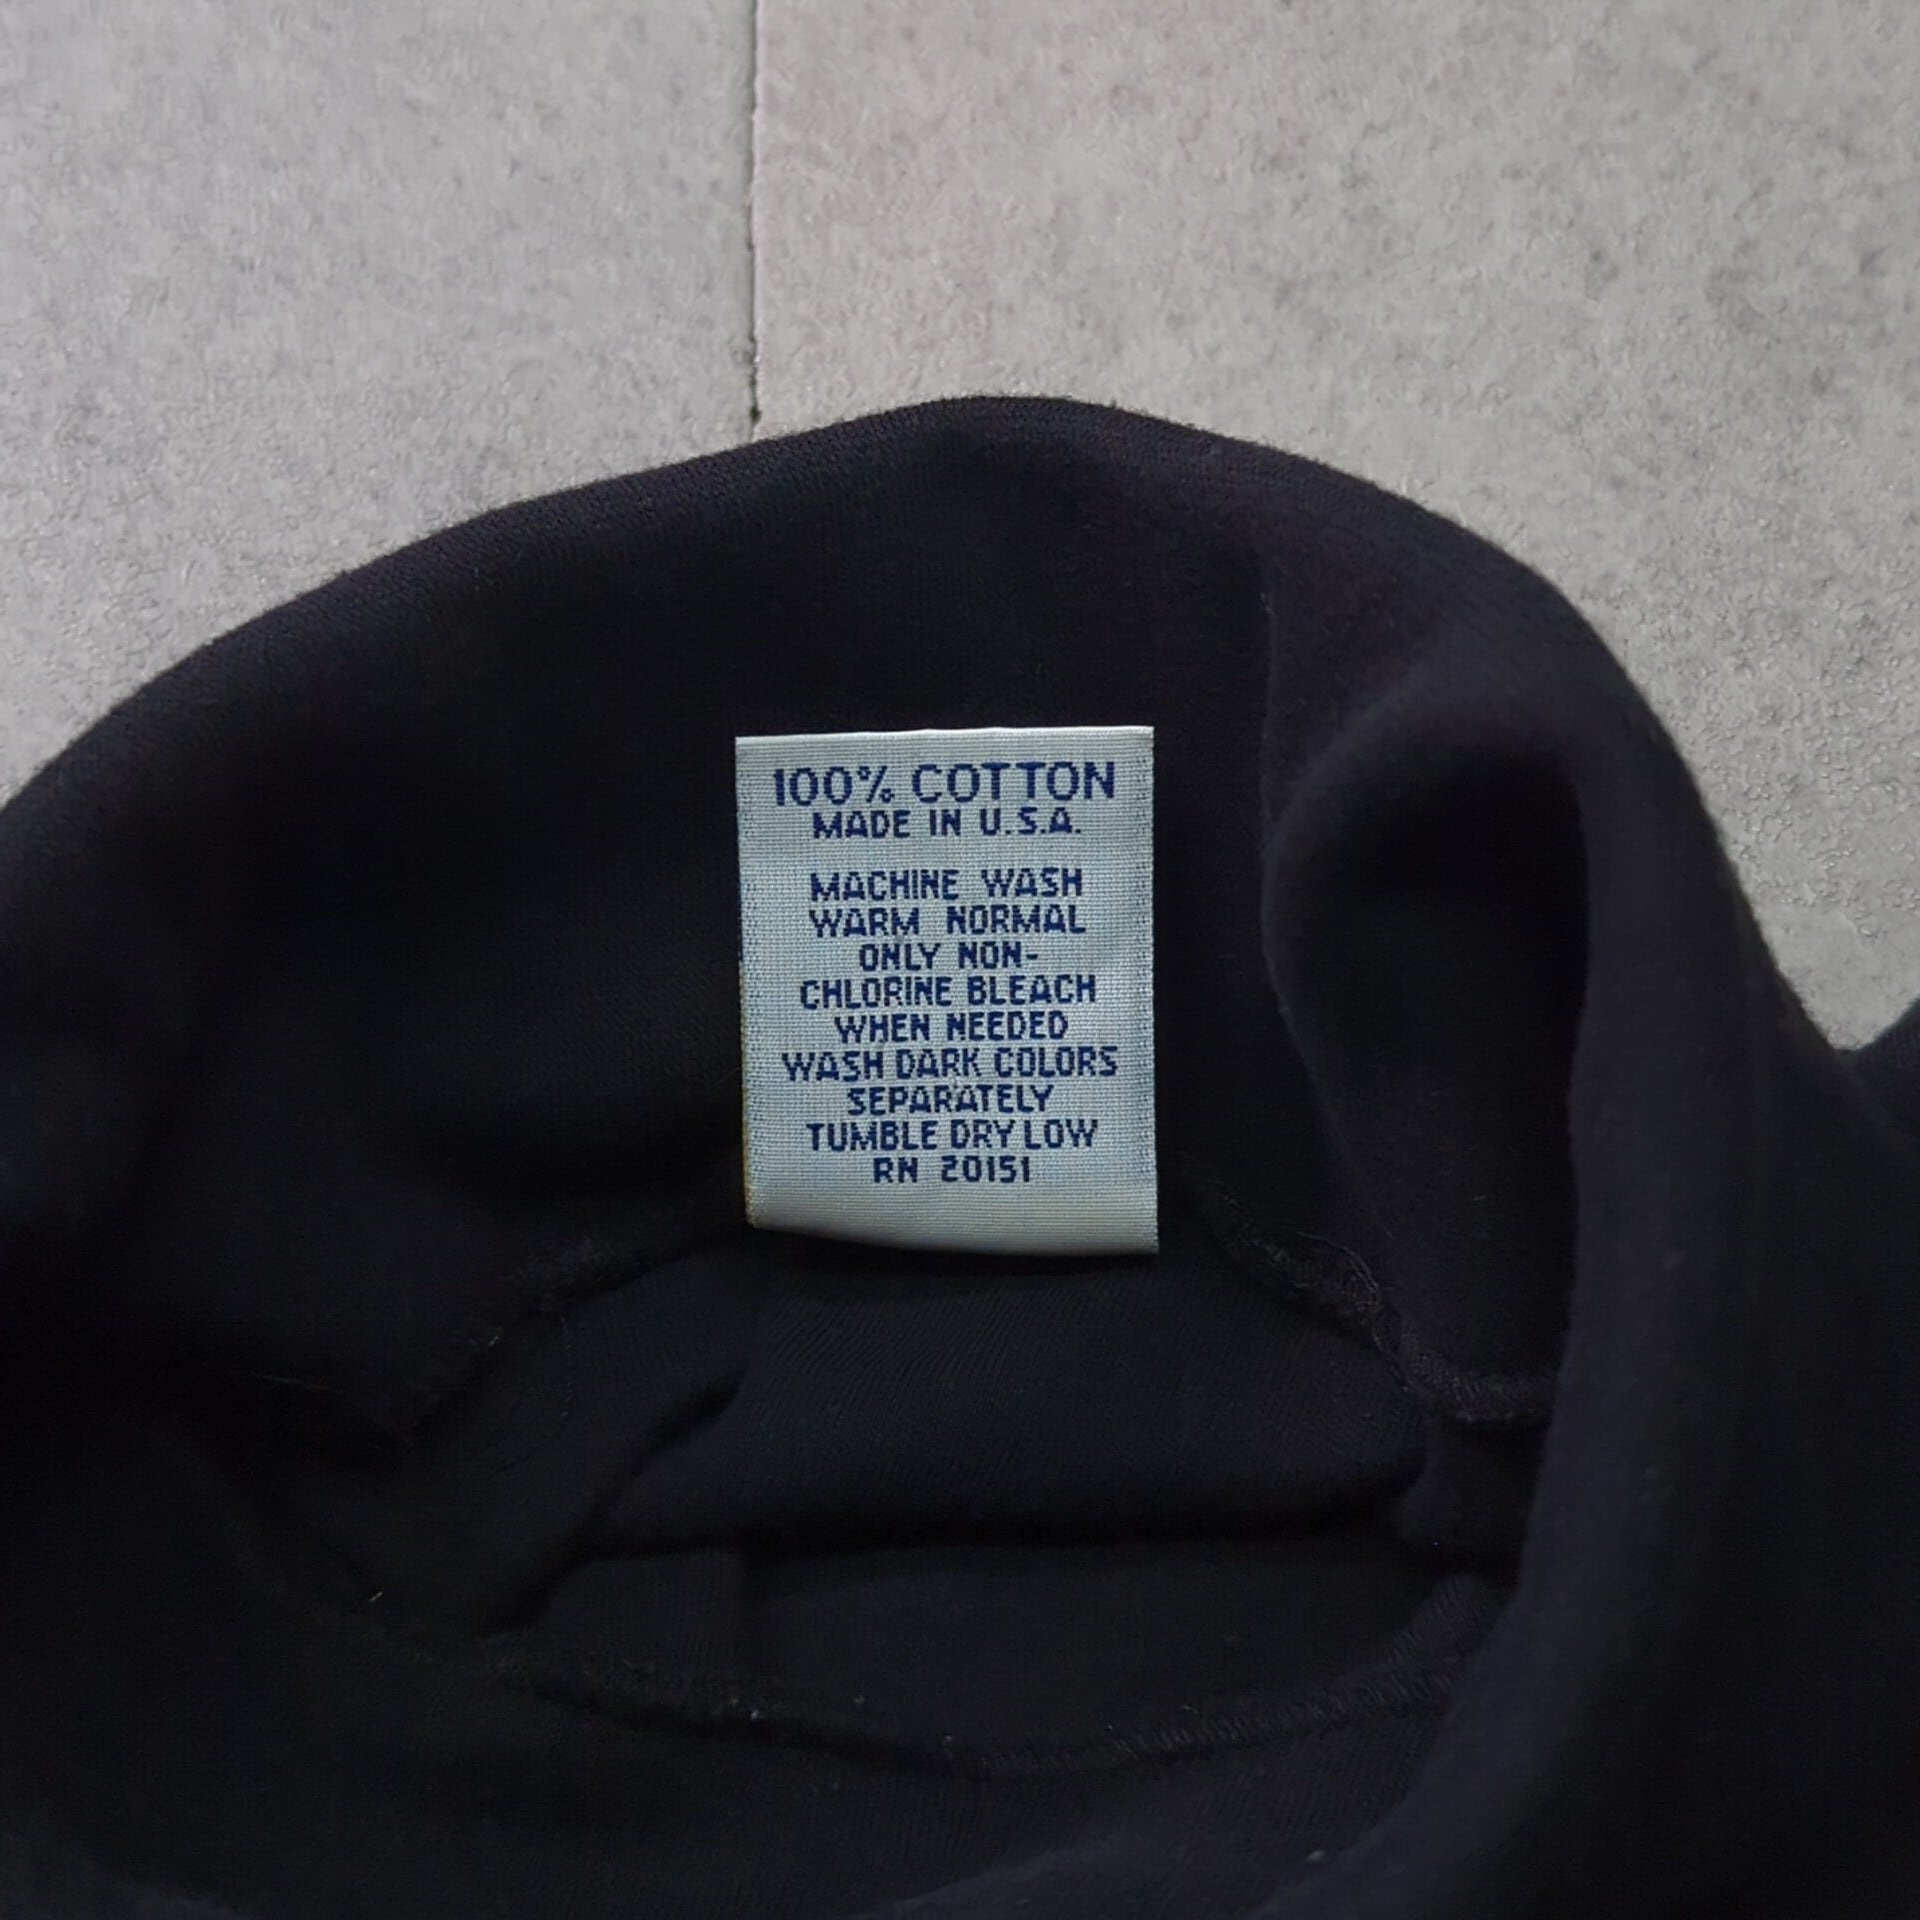 100% COTTON
MADE IN U.S.A.
MACHINE WASH
WARM NORMAL
ONLY NON-
CHLORINE BLEACH
WHEN NEEDED
WASH DARK COLORS
SEPARATELY
TUMBLE DRY LOW
RN 20151